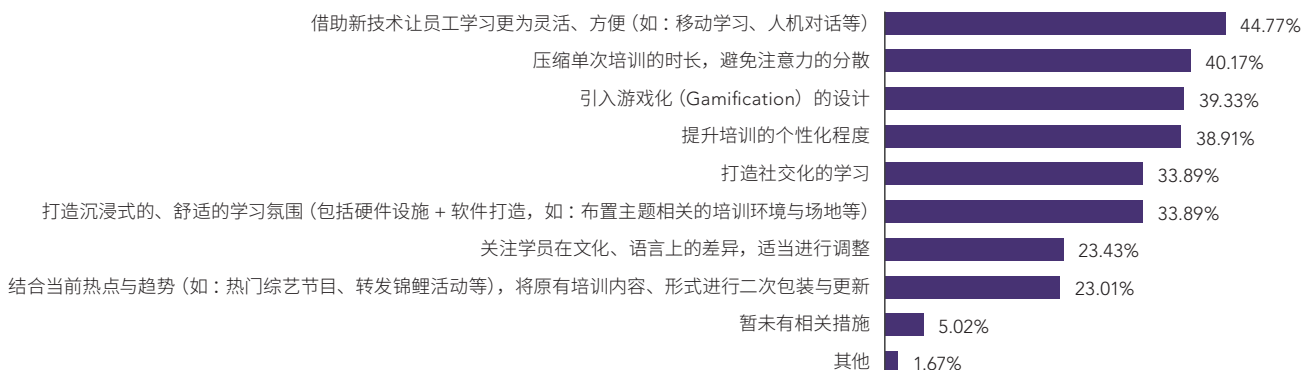 借助新技术让员工学习更为灵活、方便（如：移动学习、人机对话等） 44.77%
压缩单次培训的时长，避免注意力的分散 40.17%
引入游戏化（Gamification）的设计 39.33%
提升培训的个性化程度 38.91%
打造社交化的学习 33.89%
打造沉浸式的、舒适的学习氛围（包括硬件设施 + 软件打造，如：布置主题相关的培训环境与场地等） 33.89%
关注学员在文化、语言上的差异，适当进行调整 23.43%
结合当前热点与趋势（如：热门综艺节目、转发锦鲤活动等），将原有培训内容、形式进行二次包装与更新 23.01%
暂未有相关措施 5.02%
其他 1.67%